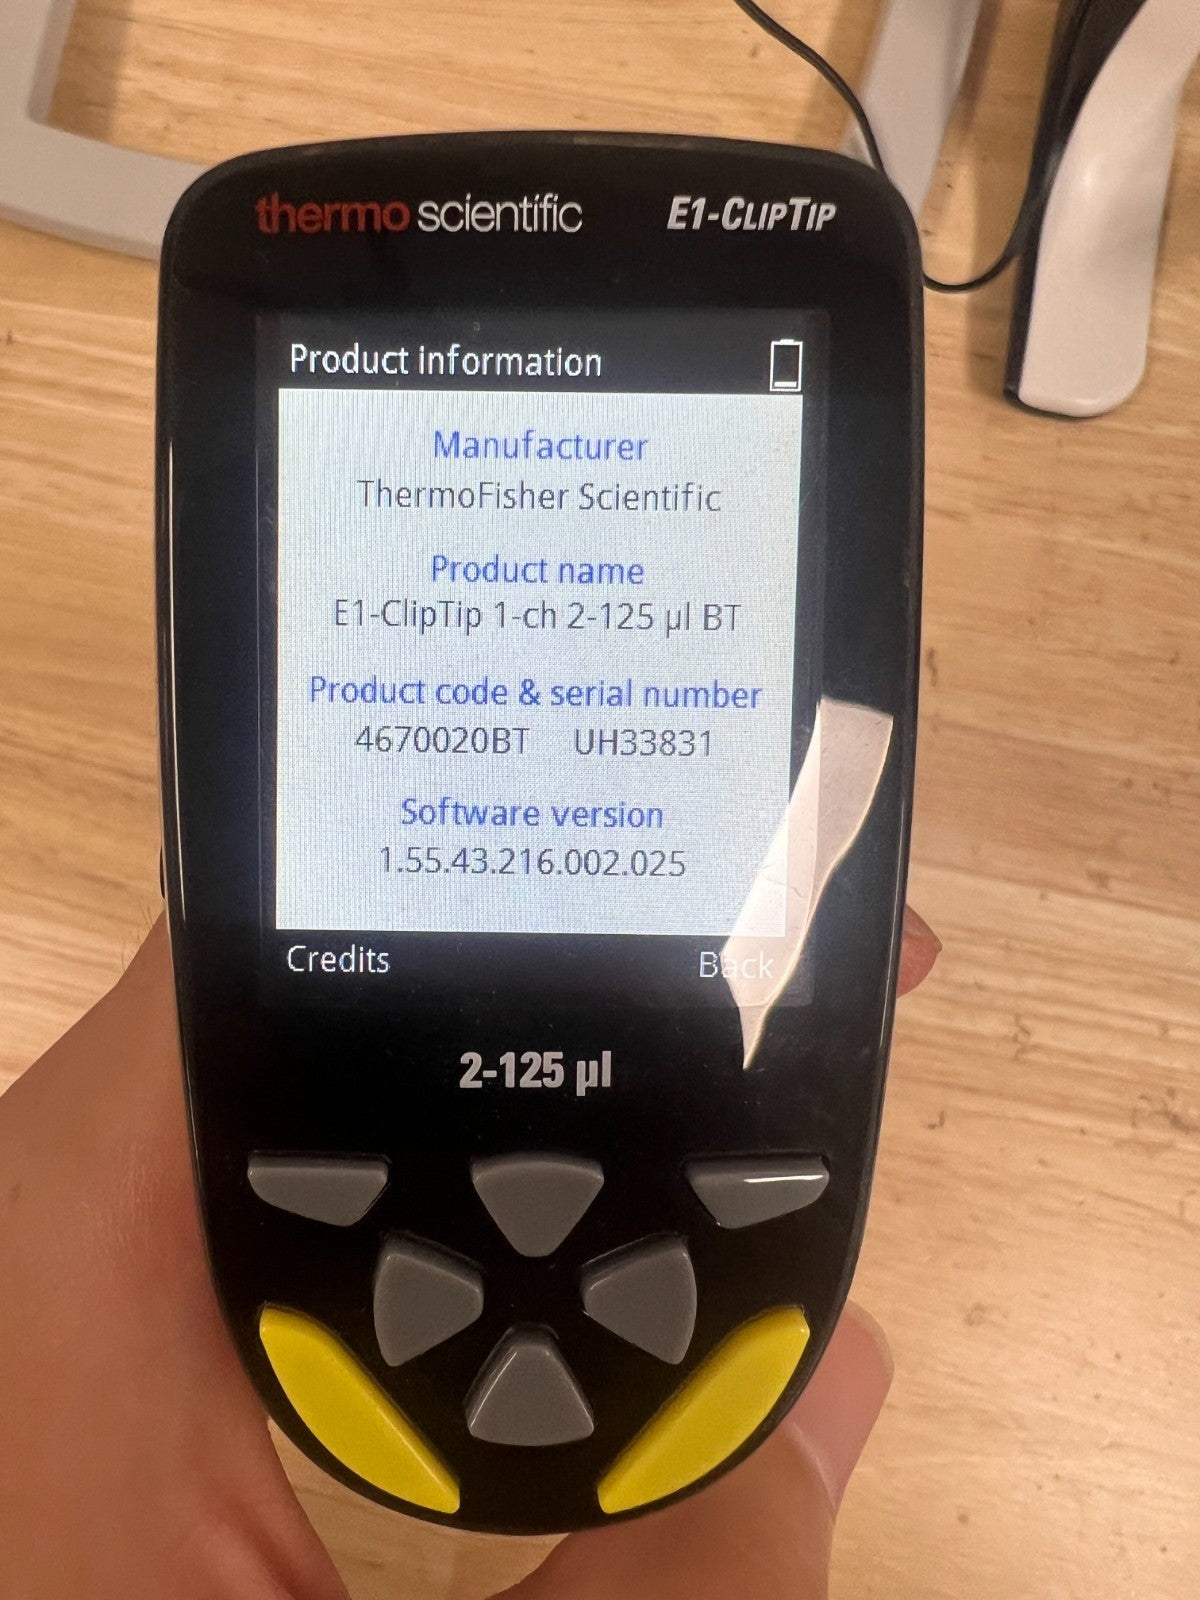 thermo scientific E1-CLIPTIP
Product information
Manufacturer
ThermoFisher Scientific
Product name
E1-ClipTip 1-ch 2-125 µl BT
Product code & serial number
4670020BT UH33831
Software version
1.55.43.216.002.025
Credits Back
2-125 µl